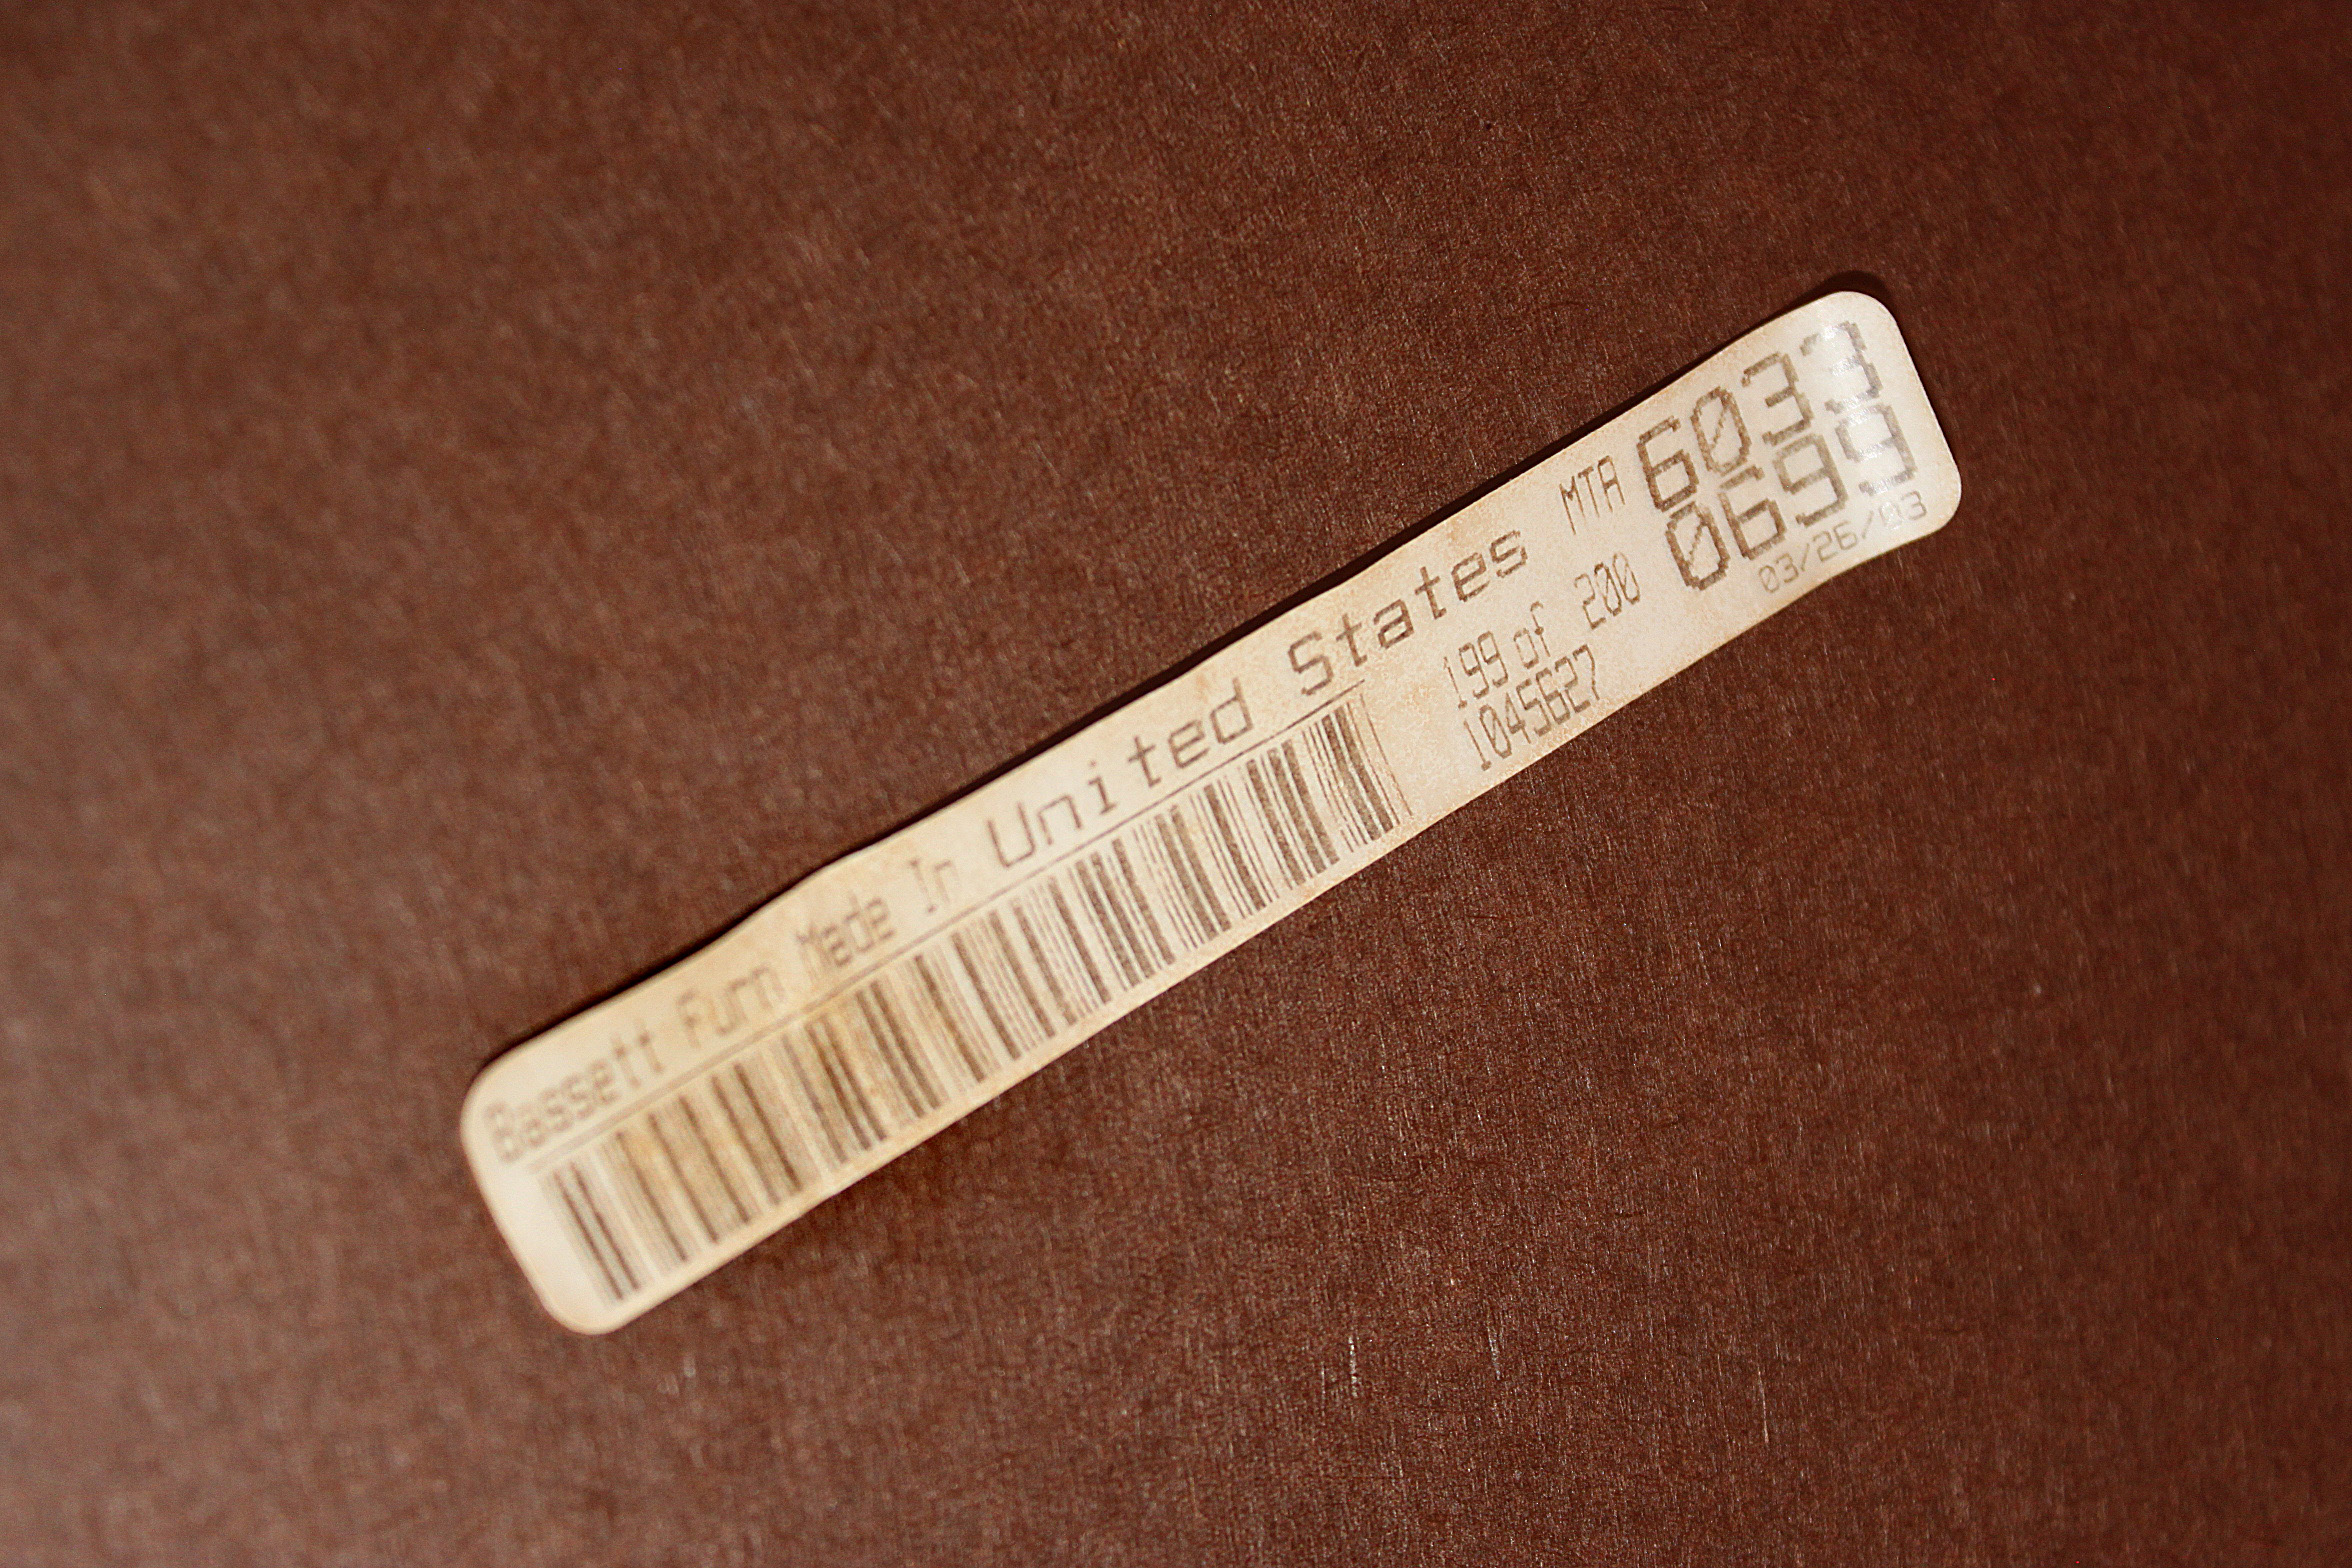 Bassett Furn Made In United States MTA 6033
199 of 200 0699
1045627 03/26/03